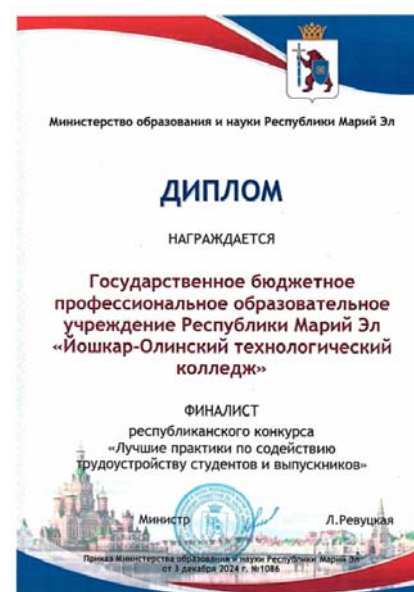 Министерство образования и науки Республики Марий Эл
ДИПЛОМ
НАГРАЖДАЕТСЯ
Государственное бюджетное
профессиональное образовательное
учреждение Республики Марий Эл
«Йошкар-Олинский технологический
колледж»
ФИНАЛИСТ
республиканского конкурса
«Лучшие практики по содействию
трудоустройству студентов и выпускников»
Министр Л.Ревуцкая
Приказ Министерства образования и науки Республики Марий Эл
от 3 декабря 2024 г. №1086